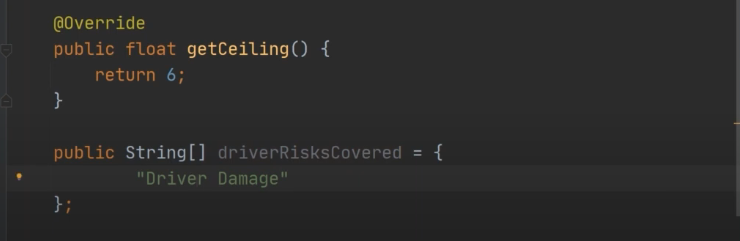 @Override
public float getCeiling() {
    return 6;
}
public String[] driverRisksCovered = {
        "Driver Damage"
};